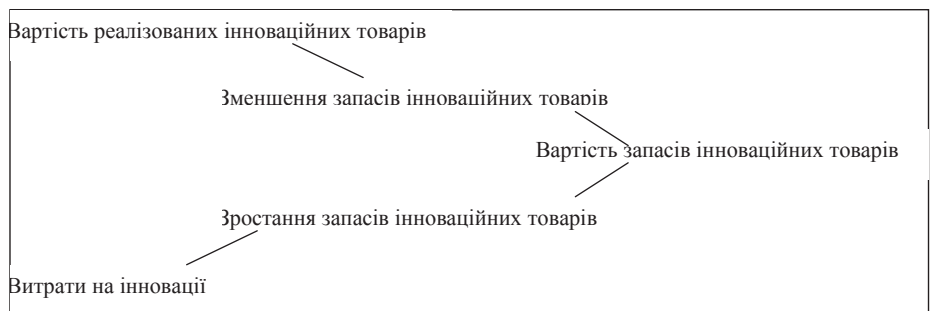 Вартість реалізованих інноваційних товарів
Зменшення запасів інноваційних товарів
Вартість запасів інноваційних товарів
Зростання запасів інноваційних товарів
Витрати на інновації